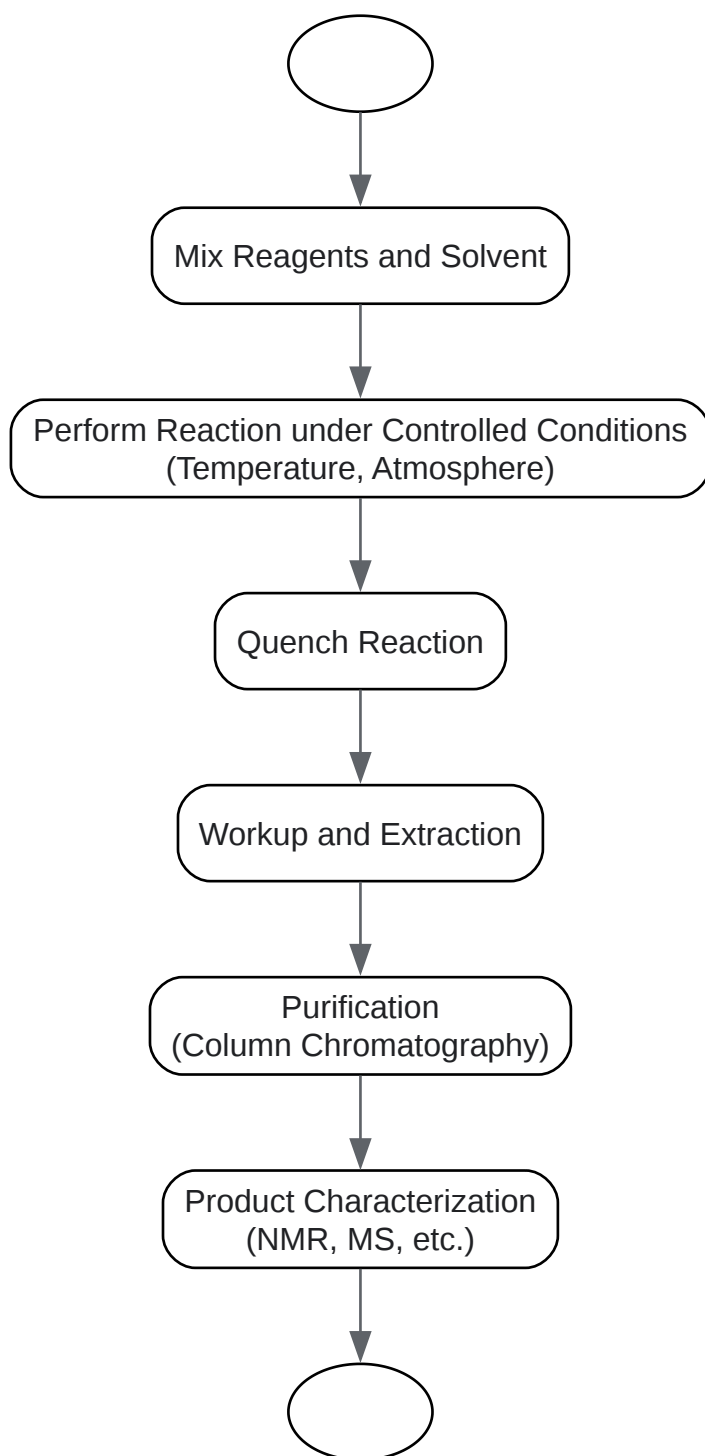 Mix Reagents and Solvent
Perform Reaction under Controlled Conditions
(Temperature, Atmosphere)
Quench Reaction
Workup and Extraction
Purification
(Column Chromatography)
Product Characterization
(NMR, MS, etc.)